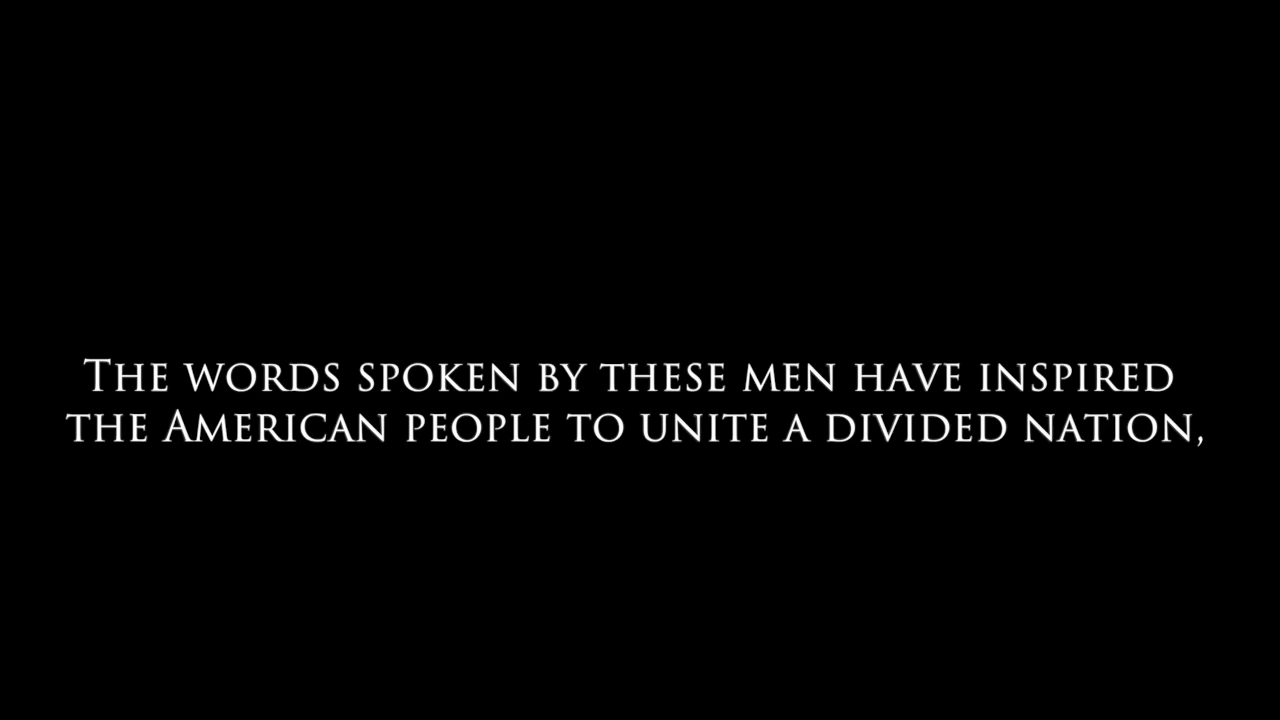 The words spoken by these men have inspired
the American people to unite a divided nation,